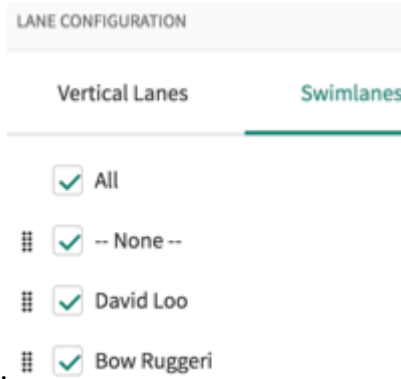 LANE CONFIGURATION
Vertical Lanes Swimlanes
All
-- None --
David Loo
Bow Ruggeri